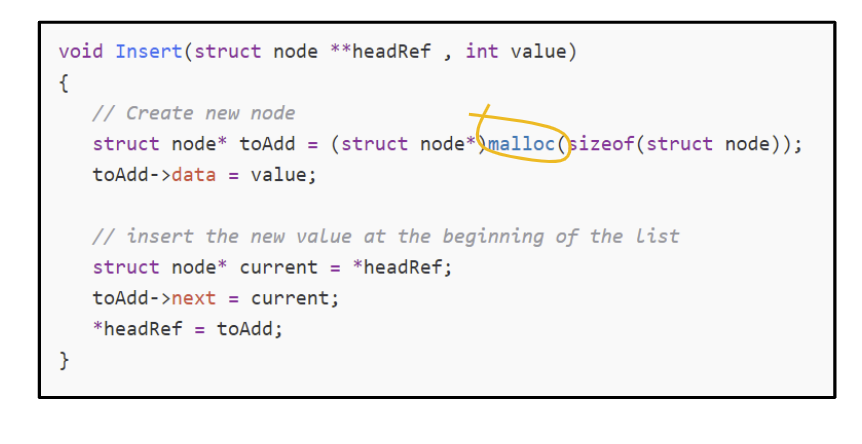 void Insert(struct node **headRef , int value)
{
// Create new node
struct node* toAdd = (struct node*)malloc(sizeof(struct node));
toAdd->data = value;
// insert the new value at the beginning of the list
struct node* current = *headRef;
toAdd->next = current;
*headRef = toAdd;
}